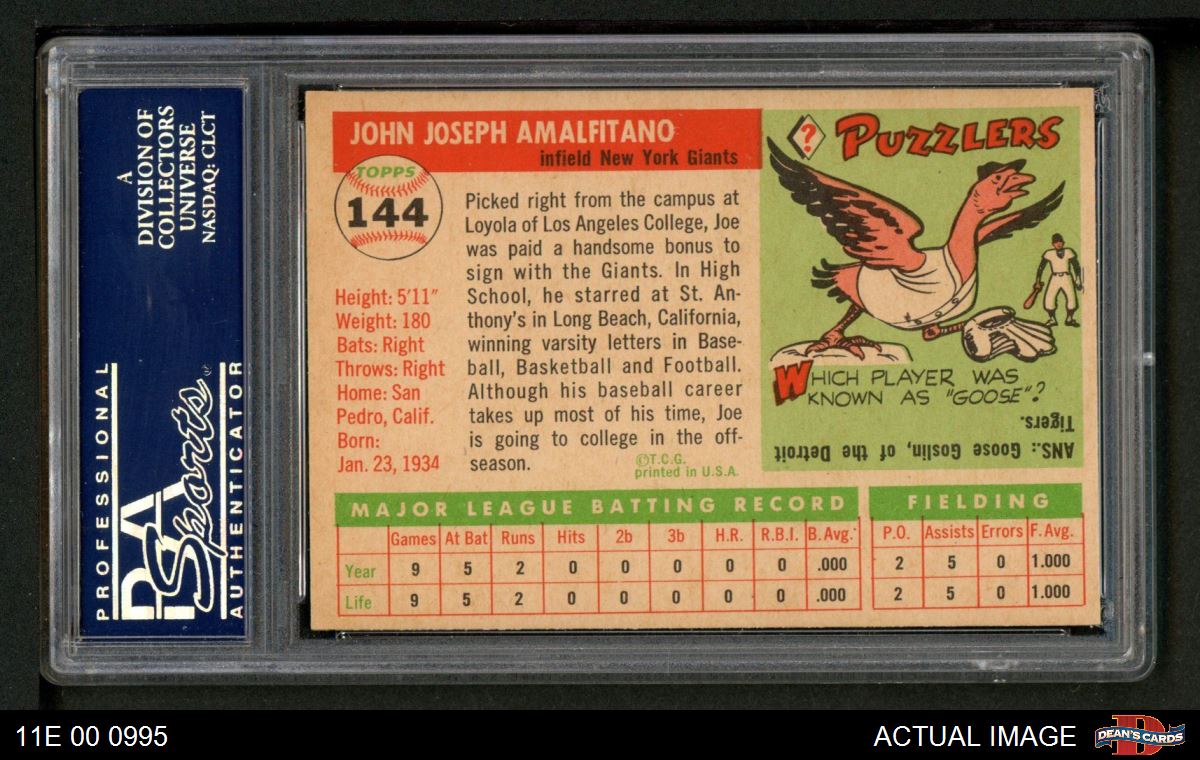 A
DIVISION OF
COLLECTORS
UNIVERSE
NASDAQ: CLCT
PROFESSIONAL
PSA
Sports
AUTHENTICATOR
JOHN JOSEPH AMALFITANO
infield New York Giants
TOPPS
144
Height: 5'11"
Weight: 180
Bats: Right
Throws: Right
Home: San
Pedro, Calif.
Born:
Jan. 23, 1934
Picked right from the campus at
Loyola of Los Angeles College, Joe
was paid a handsome bonus to
sign with the Giants. In High
School, he starred at St. An-
thony's in Long Beach, California,
winning varsity letters in Base-
ball, Basketball and Football.
Although his baseball career
takes up most of his time, Joe
is going to college in the off-
season.
©T.C.G.
printed in U.S.A.
? PUZZLERS
WHICH PLAYER WAS
KNOWN AS "GOOSE"?
ANS.: Goose Goslin, of the Detroit
Tigers.
MAJOR LEAGUE BATTING RECORD
Games At Bat Runs Hits 2b 3b H.R. R.B.I. B. Avg.
Year 9 5 2 0 0 0 0 0 .000
Life 9 5 2 0 0 0 0 0 .000
FIELDING
P.O. Assists Errors F. Avg.
2 5 0 1.000
2 5 0 1.000
11E 00 0995
ACTUAL IMAGE
D
DEAN'S CARDS